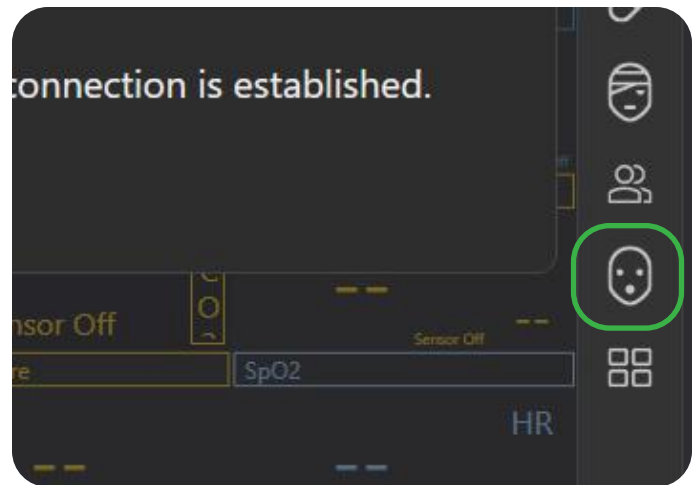 connection is established.
C
O
nsor Off
-- 
--
Sensor Off
re
SpO2
HR
--
--